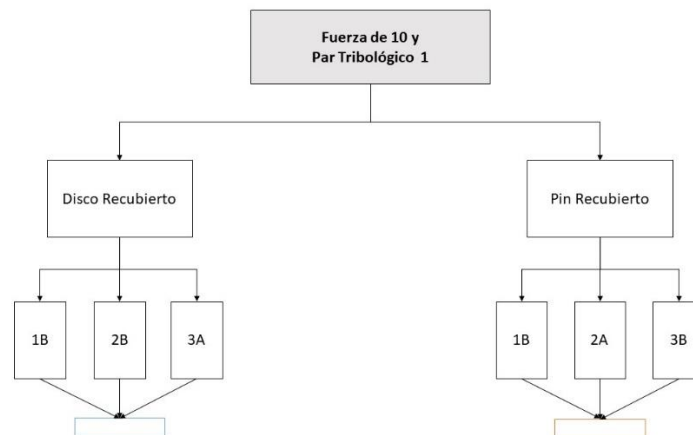 Fuerza de 10 y
Par Tribológico 1
Disco Recubierto
Pin Recubierto
1B
2B
3A
1B
2A
3B